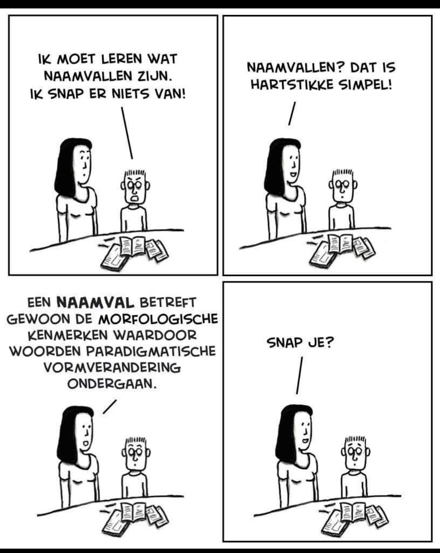 IK MOET LEREN WAT
NAAMVALLEN ZIJN.
IK SNAP ER NIETS VAN!
NAAMVALLEN? DAT IS
HARTSTIKKE SIMPEL!
EEN NAAMVAL BETREFT
GEWOON DE MORFOLOGISCHE
KENMERKEN WAARDOOR
WOORDEN PARADIGMATISCHE
VORMVERANDERING
ONDERGAAN.
SNAP JE?